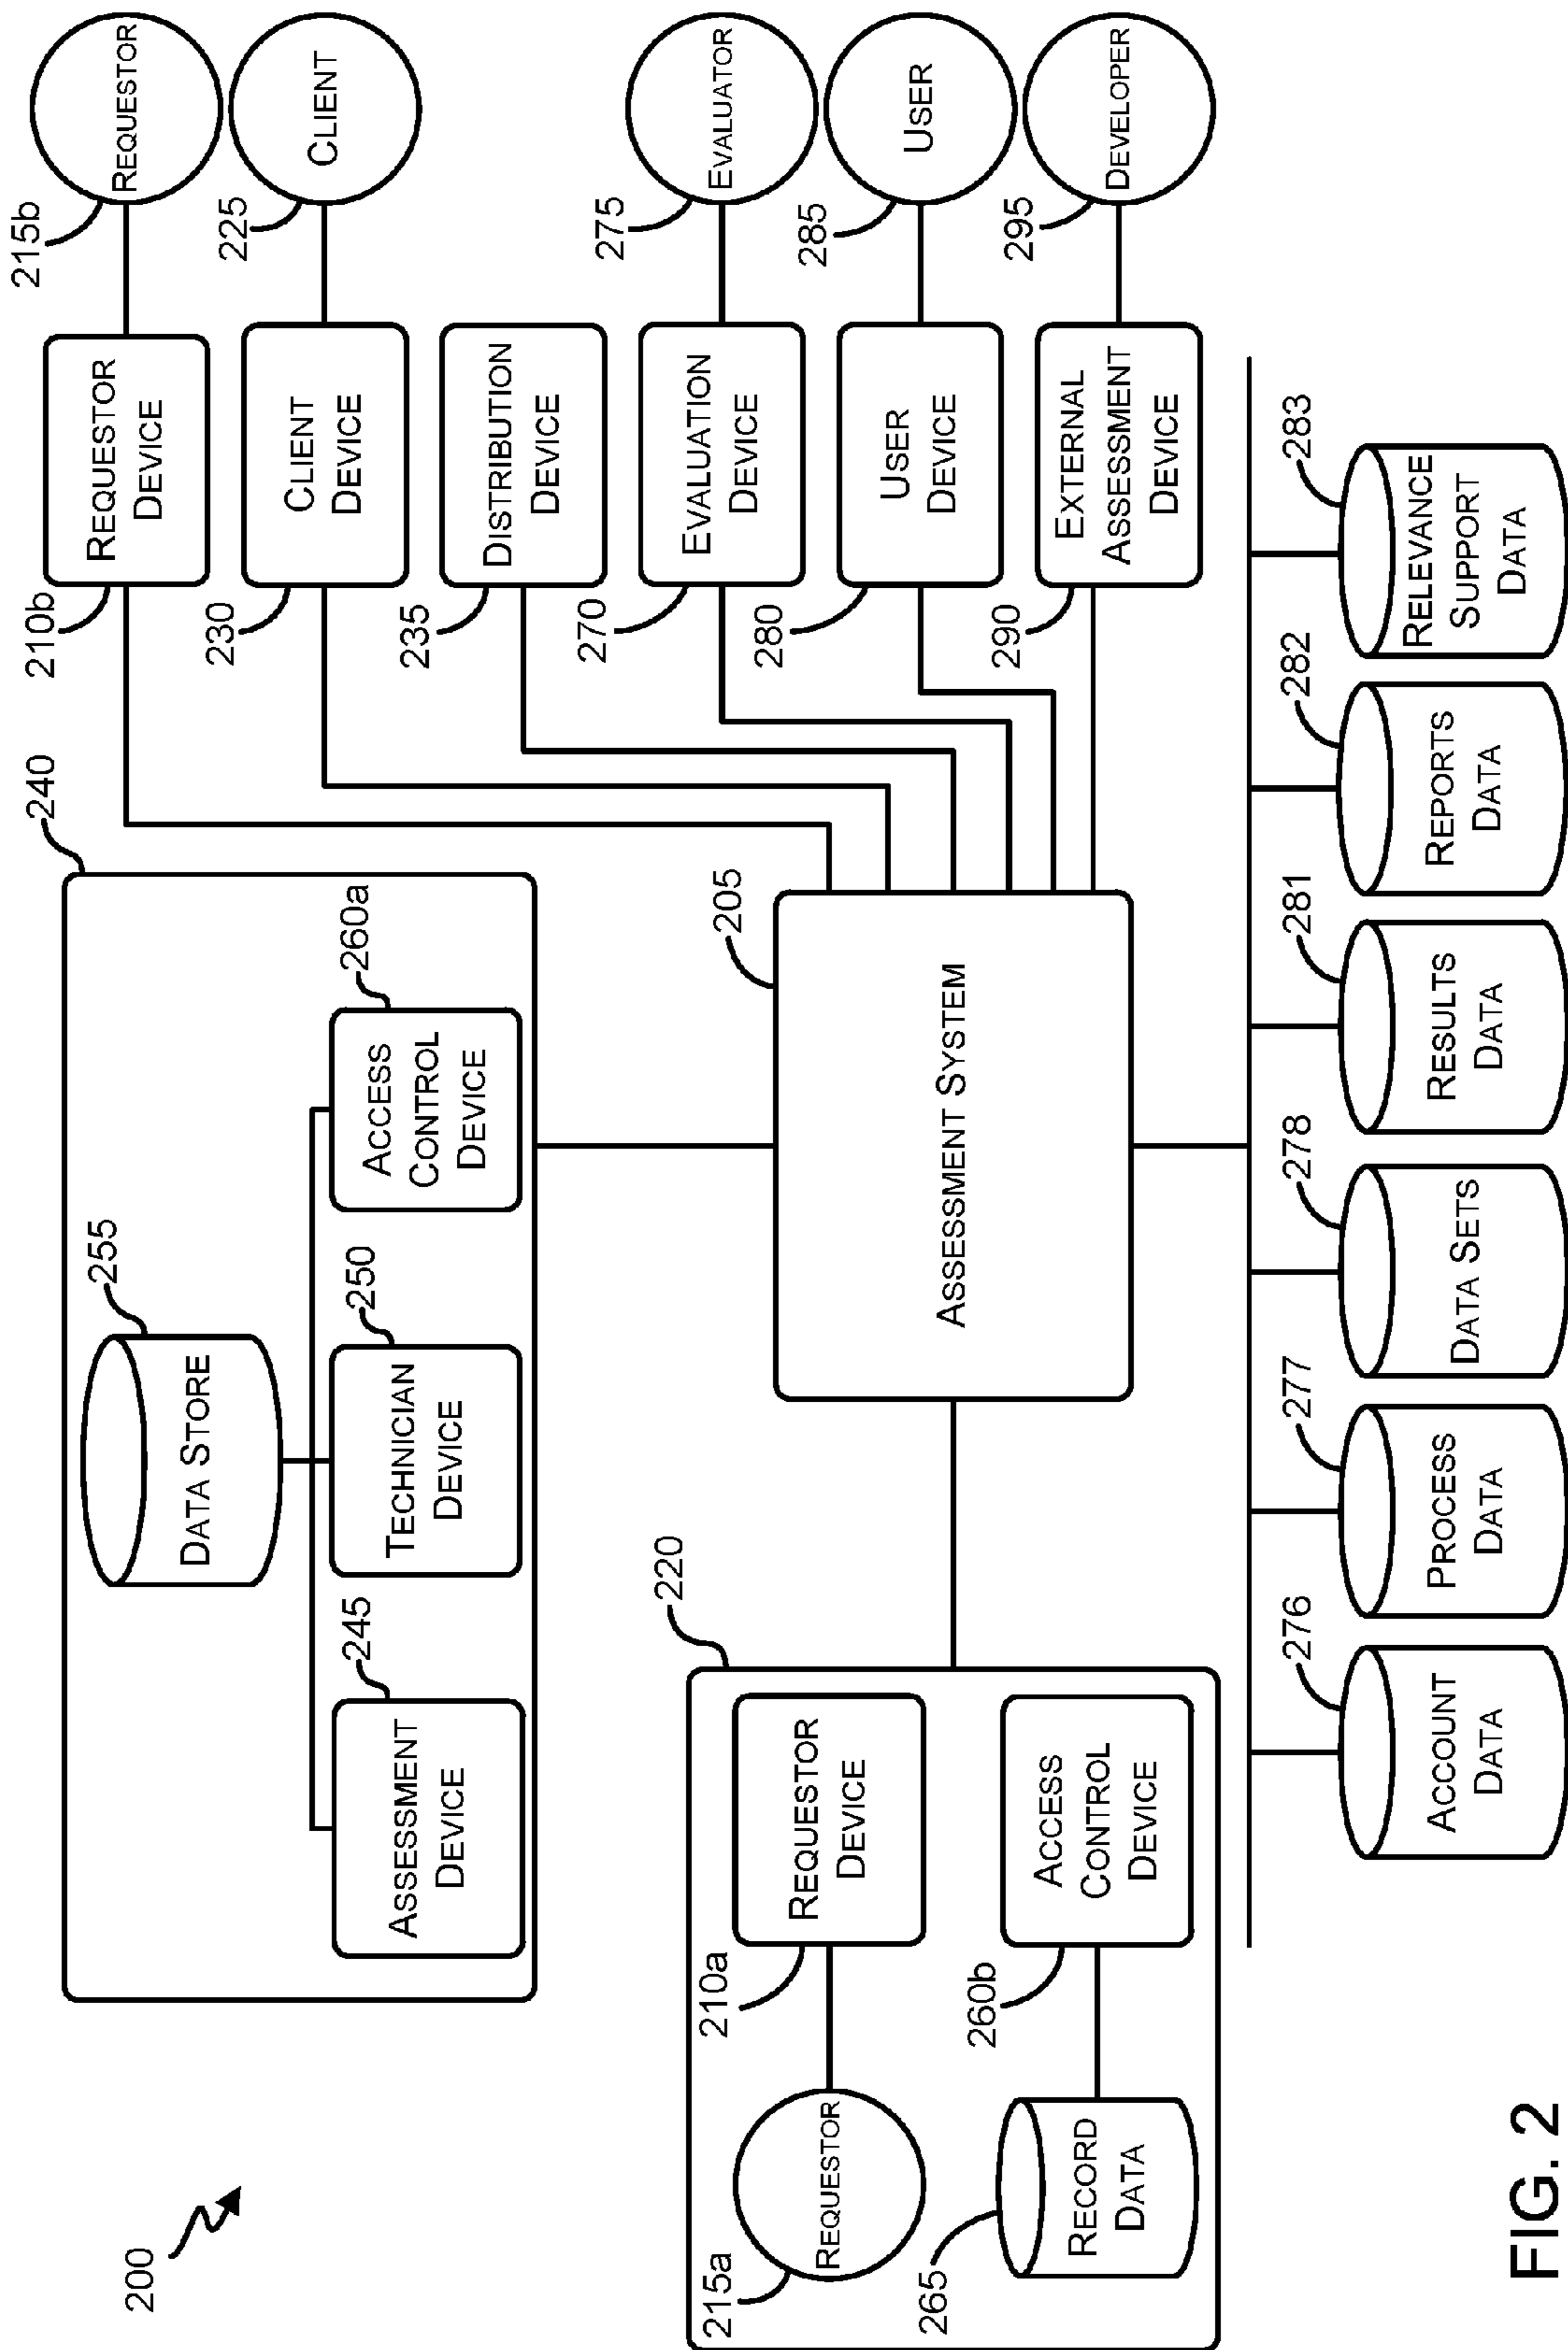 200
240
DATA STORE
255
ASSESSMENT
DEVICE
245
TECHNICIAN
DEVICE
250
ACCESS
CONTROL
DEVICE
260a
REQUESTOR
DEVICE
210b
REQUESTOR
215b
CLIENT
DEVICE
230
CLIENT
225
DISTRIBUTION
DEVICE
235
EVALUATION
DEVICE
270
EVALUATOR
275
USER
DEVICE
280
USER
285
EXTERNAL
ASSESSMENT
DEVICE
290
DEVELOPER
295
ASSESSMENT SYSTEM
205
220
REQUESTOR
215a
REQUESTOR
DEVICE
210a
RECORD
DATA
265
ACCESS
CONTROL
DEVICE
260b
ACCOUNT
DATA
276
PROCESS
DATA
277
DATA SETS
278
RESULTS
DATA
281
REPORTS
DATA
282
RELEVANCE
SUPPORT
DATA
283
FIG. 2